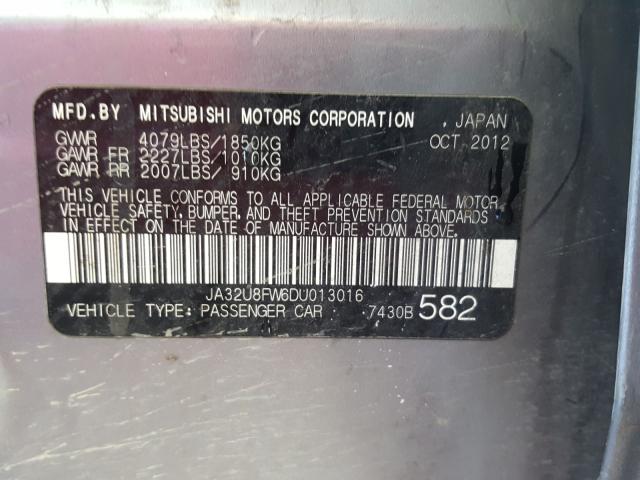 MFD.BY MITSUBISHI MOTORS CORPORATION JAPAN
GVWR 4079LBS/1850KG OCT 2012
GAWR FR 2227LBS/1010KG
GAWR RR 2007LBS/ 910KG
THIS VEHICLE CONFORMS TO ALL APPLICABLE FEDERAL MOTOR
VEHICLE SAFETY, BUMPER, AND THEFT PREVENTION STANDARDS
IN EFFECT ON THE DATE OF MANUFACTURE SHOWN ABOVE.
JA32U8FW6DU013016
VEHICLE TYPE: PASSENGER CAR 7430B 582